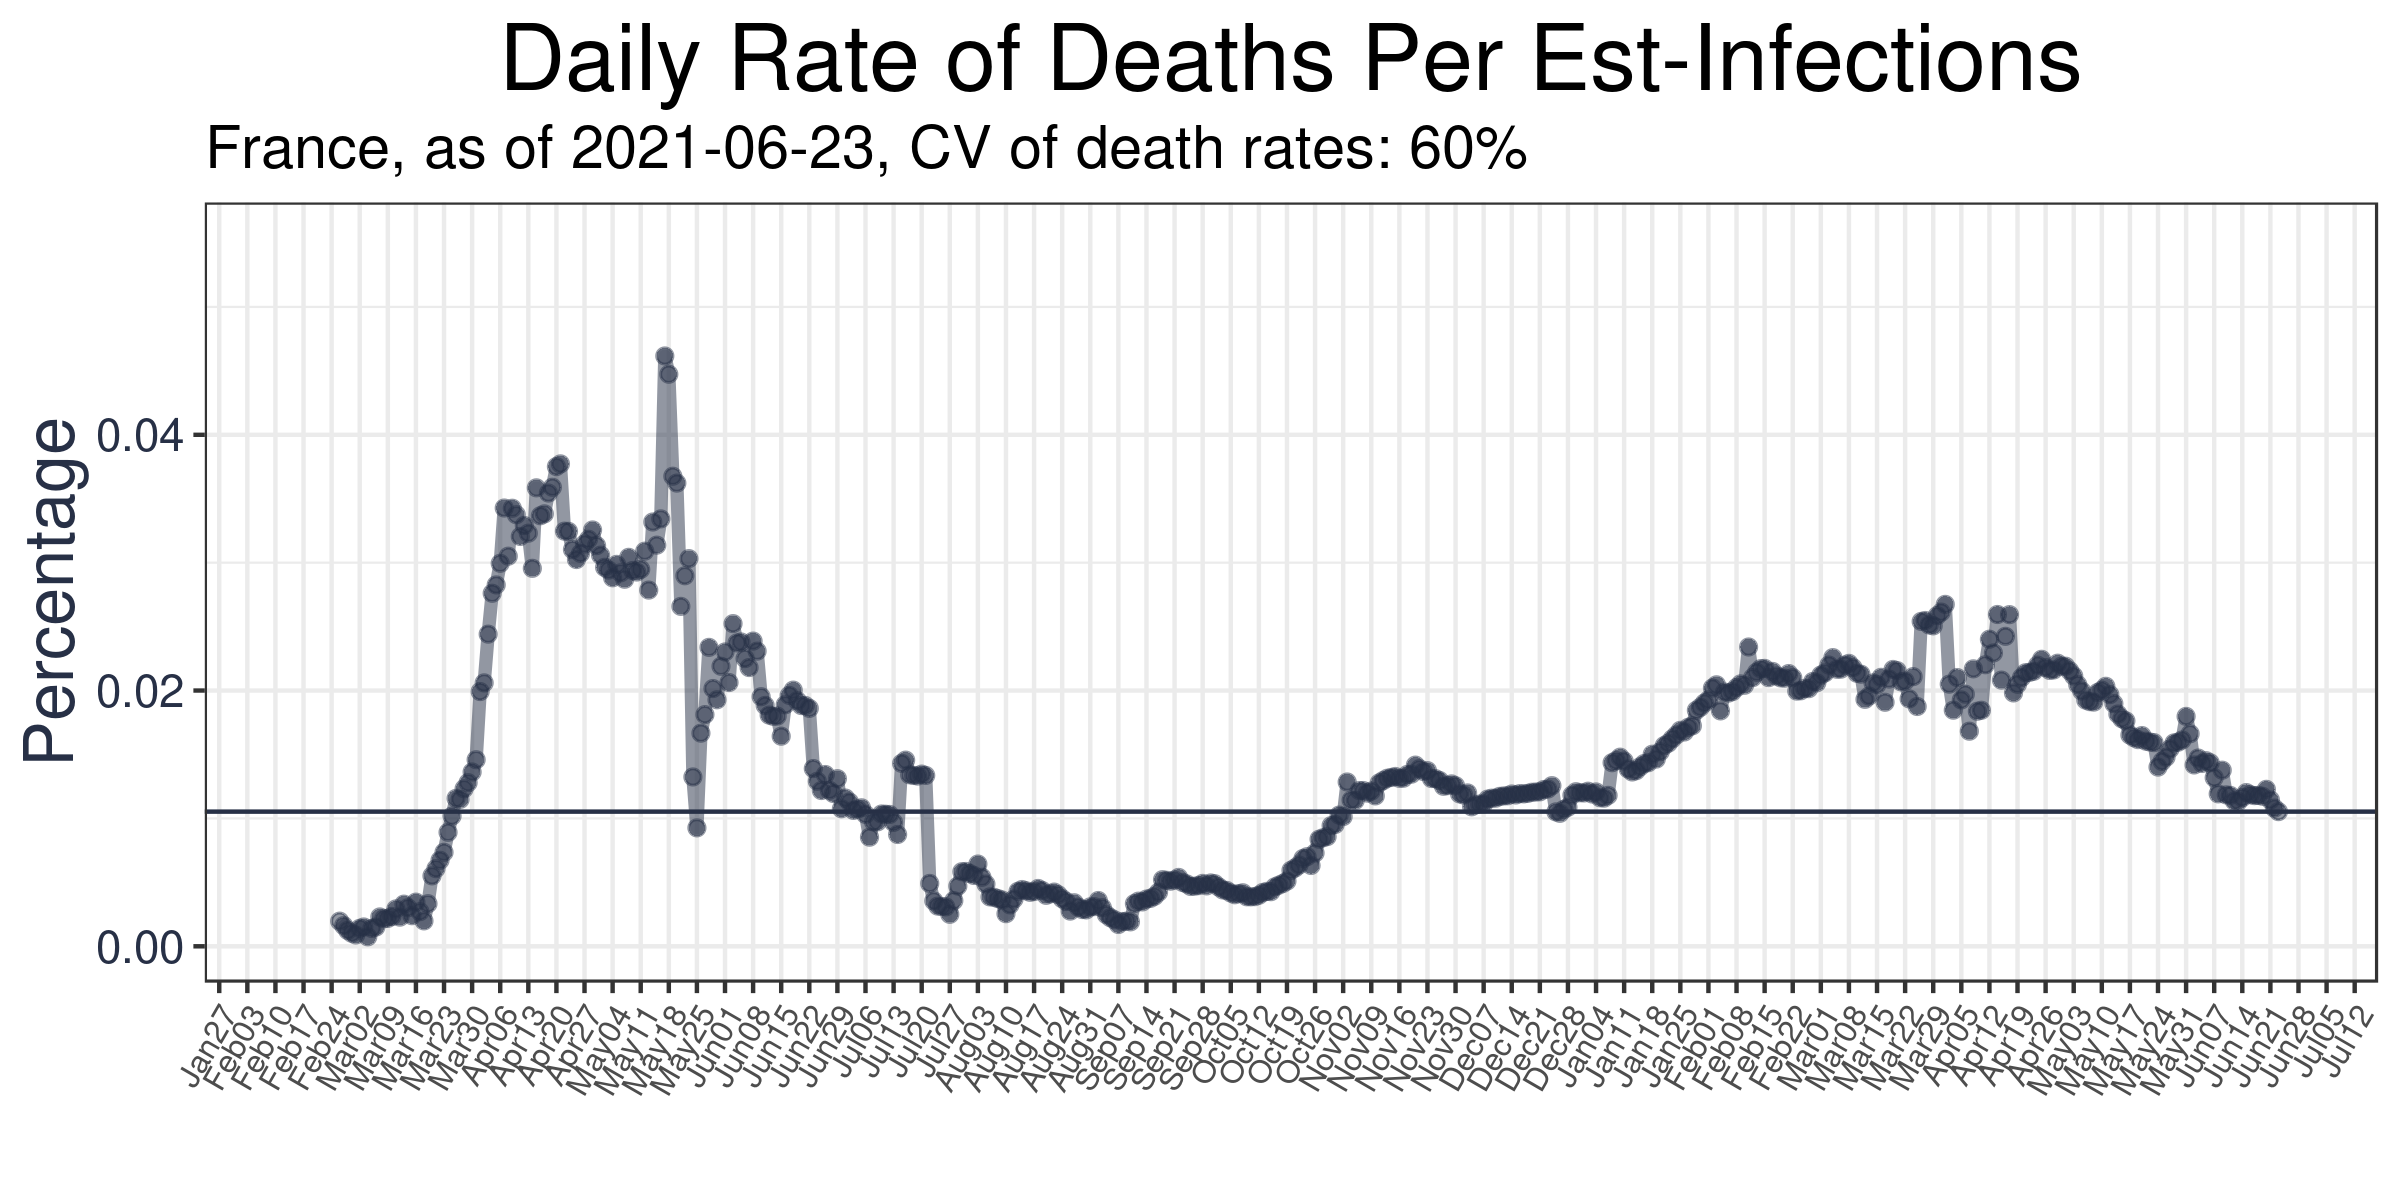 Daily Rate of Deaths Per Est-Infections
France, as of 2021-06-23, CV of death rates: 60%
Percentage
0.04
0.02
0.00
Jan27
Feb03
Feb10
Feb17
Feb24
Mar02
Mar09
Mar16
Mar23
Mar30
Apr06
Apr13
Apr20
Apr27
May04
May11
May18
May25
Jun01
Jun08
Jun15
Jun22
Jun29
Jul06
Jul13
Jul20
Jul27
Aug03
Aug10
Aug17
Aug24
Aug31
Sep07
Sep14
Sep21
Sep28
Oct05
Oct12
Oct19
Oct26
Nov02
Nov09
Nov16
Nov23
Nov30
Dec07
Dec14
Dec21
Dec28
Jan04
Jan11
Jan18
Jan25
Feb01
Feb08
Feb15
Feb22
Mar01
Mar08
Mar15
Mar22
Mar29
Apr05
Apr12
Apr19
Apr26
May03
May10
May17
May24
May31
Jun07
Jun14
Jun21
Jun28
Jul05
Jul12